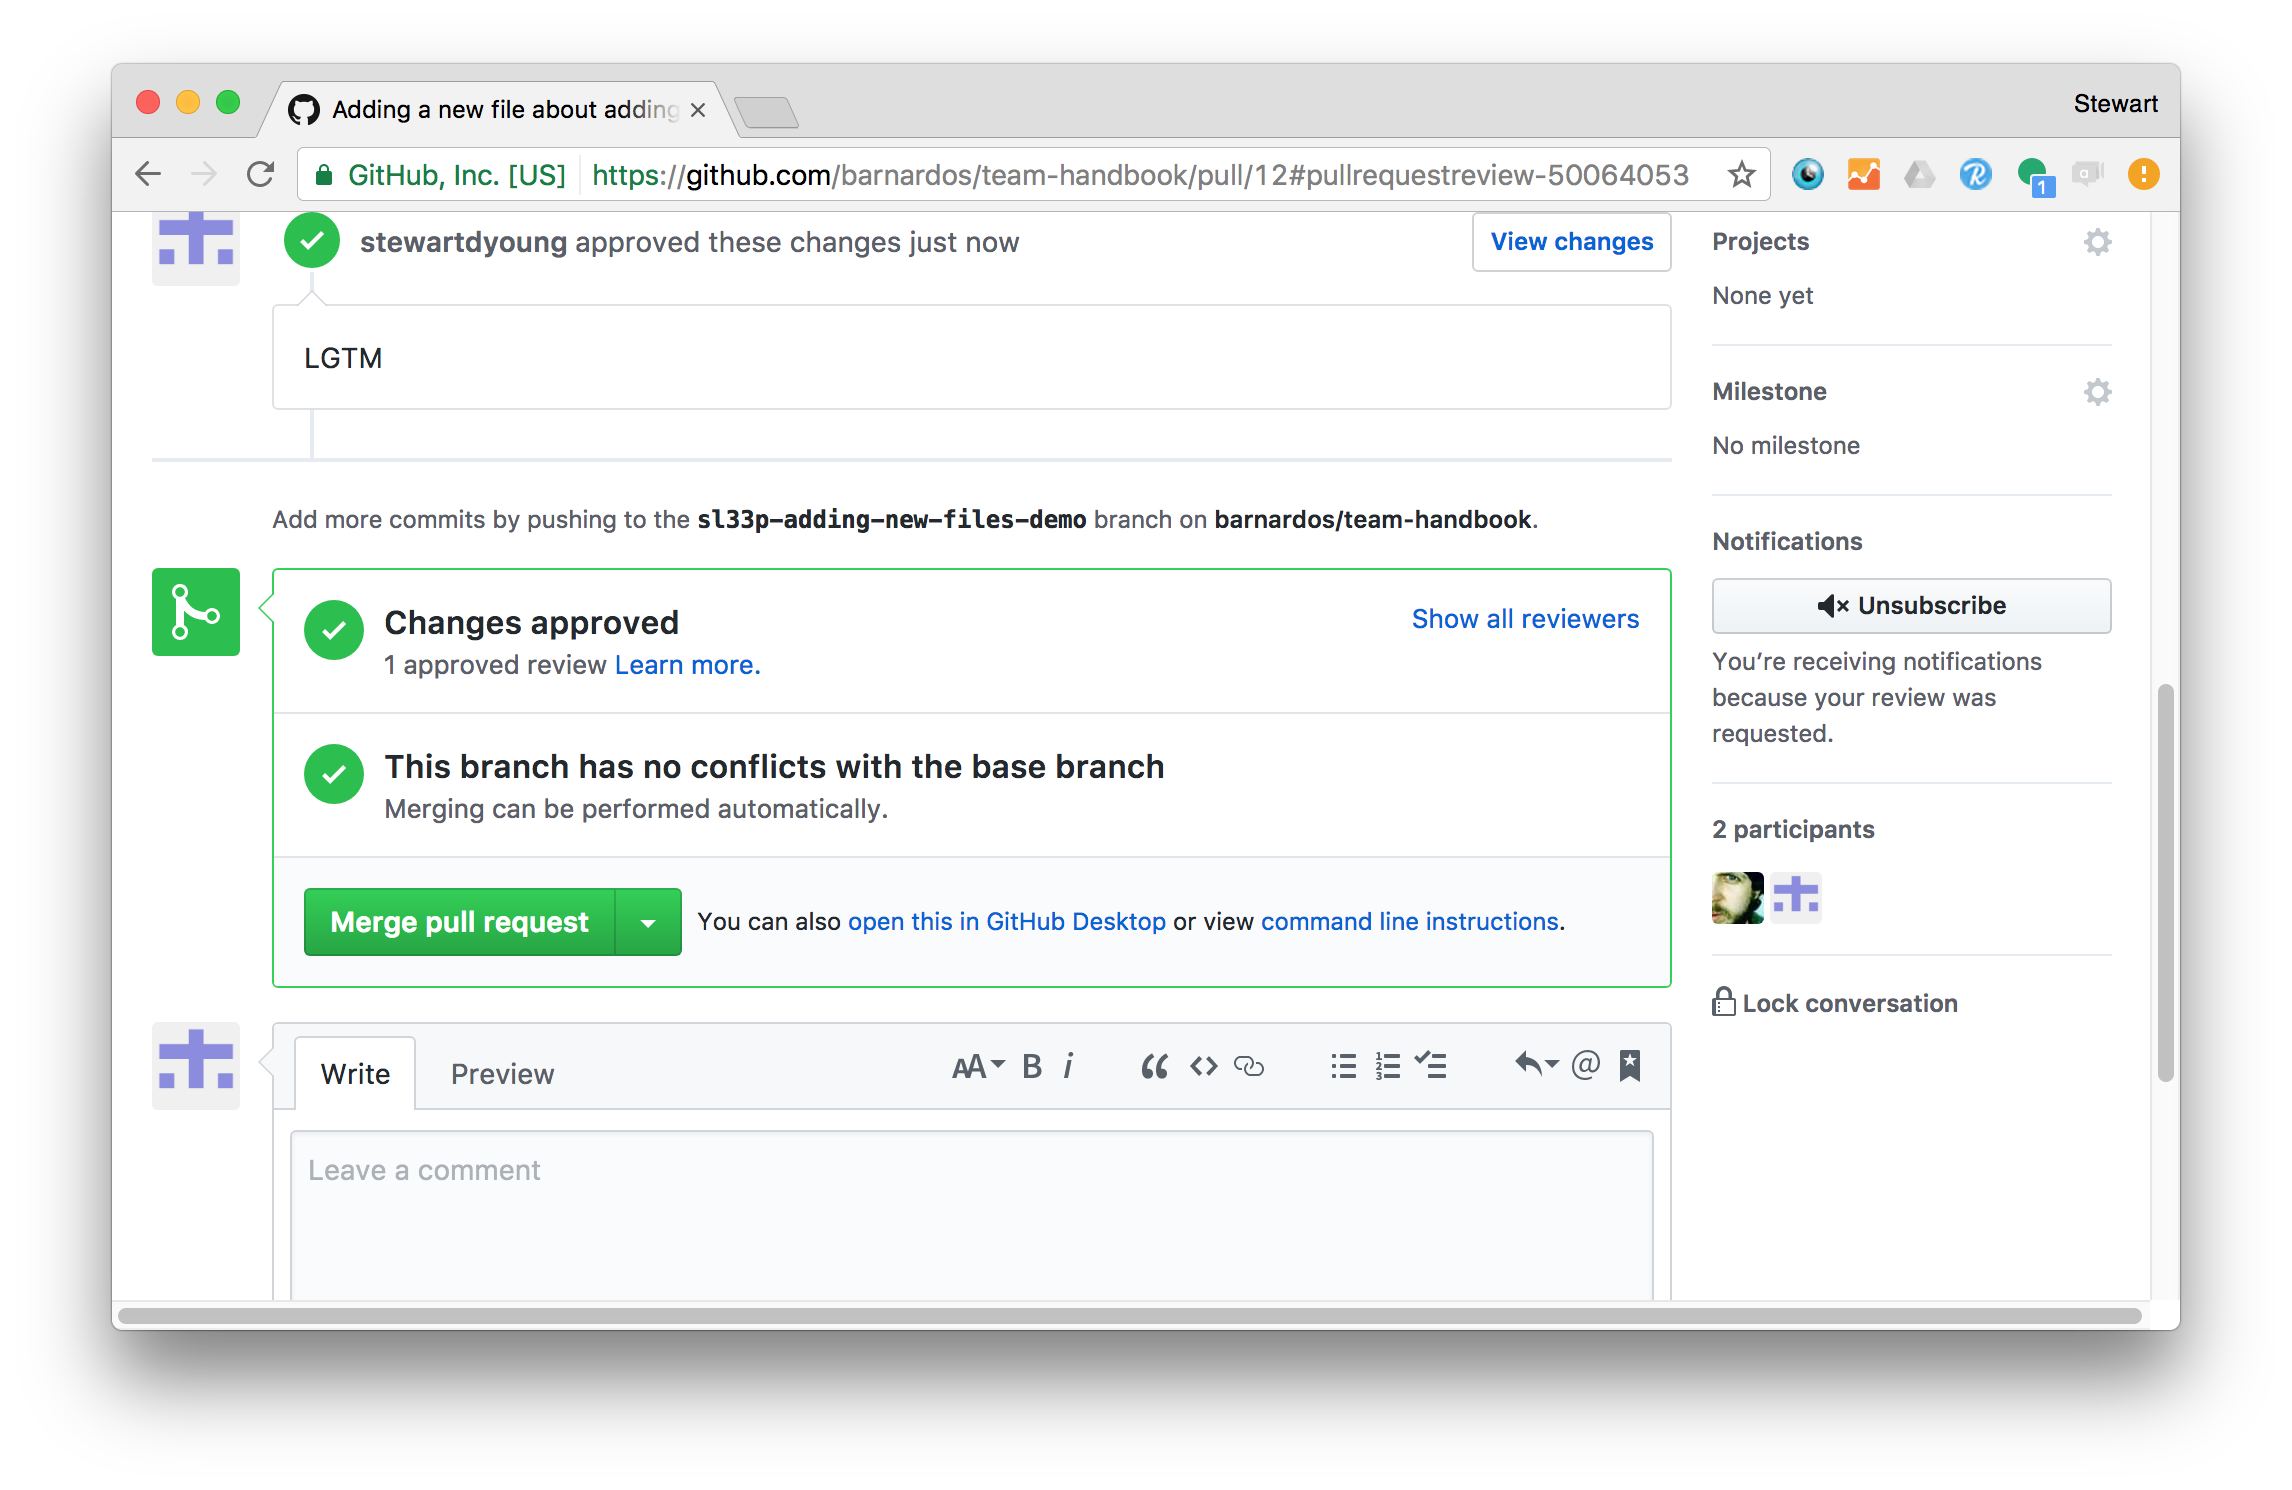 Adding a new file about adding
Stewart
GitHub, Inc. [US] https://github.com/barnardos/team-handbook/pull/12#pullrequestreview-50064053
1
stewartdyoung approved these changes just now
View changes
LGTM
Add more commits by pushing to the sl33p-adding-new-files-demo branch on barnardos/team-handbook.
Changes approved
Show all reviewers
1 approved review Learn more.
This branch has no conflicts with the base branch
Merging can be performed automatically.
Merge pull request
You can also open this in GitHub Desktop or view command line instructions.
Write
Preview
AA B i
Leave a comment
Projects
None yet
Milestone
No milestone
Notifications
Unsubscribe
You’re receiving notifications
because your review was
requested.
2 participants
Lock conversation